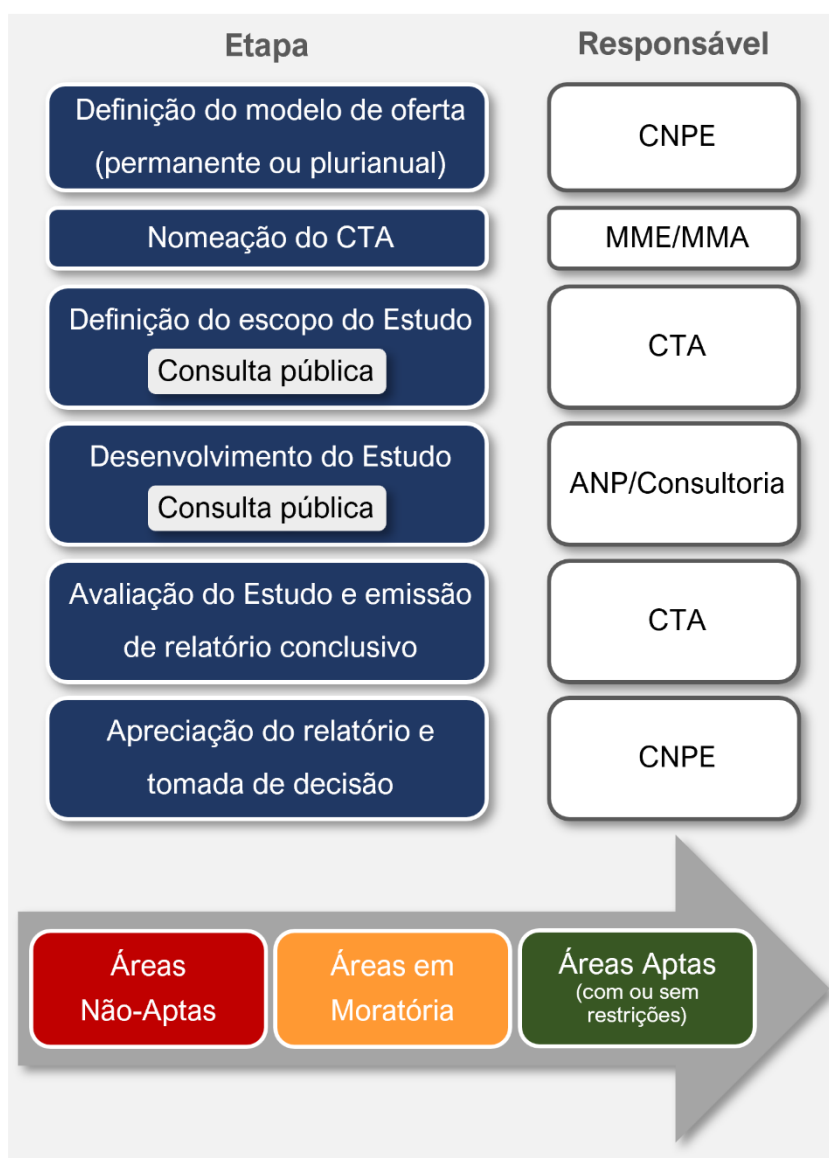 Etapa
Responsável
Definição do modelo de oferta
(permanente ou plurianual)
CNPE
Nomeação do CTA
MME/MMA
Definição do escopo do Estudo
Consulta pública
CTA
Desenvolvimento do Estudo
Consulta pública
ANP/Consultoria
Avaliação do Estudo e emissão
de relatório conclusivo
CTA
Apreciação do relatório e
tomada de decisão
CNPE
Áreas
Não-Aptas
Áreas em
Moratória
Áreas Aptas
(com ou sem
restrições)